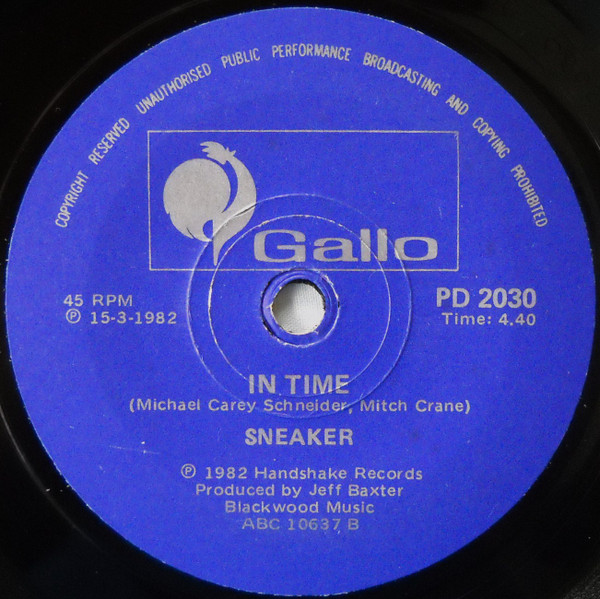 COPYRIGHT RESERVED UNAUTHORISED PUBLIC PERFORMANCE BROADCASTING AND COPYING PROHIBITED
Gallo
45 RPM
℗ 15-3-1982
PD 2030
Time: 4.40
IN TIME
(Michael Carey Schneider, Mitch Crane)
SNEAKER
℗ 1982 Handshake Records
Produced by Jeff Baxter
Blackwood Music
ABC 10637 B